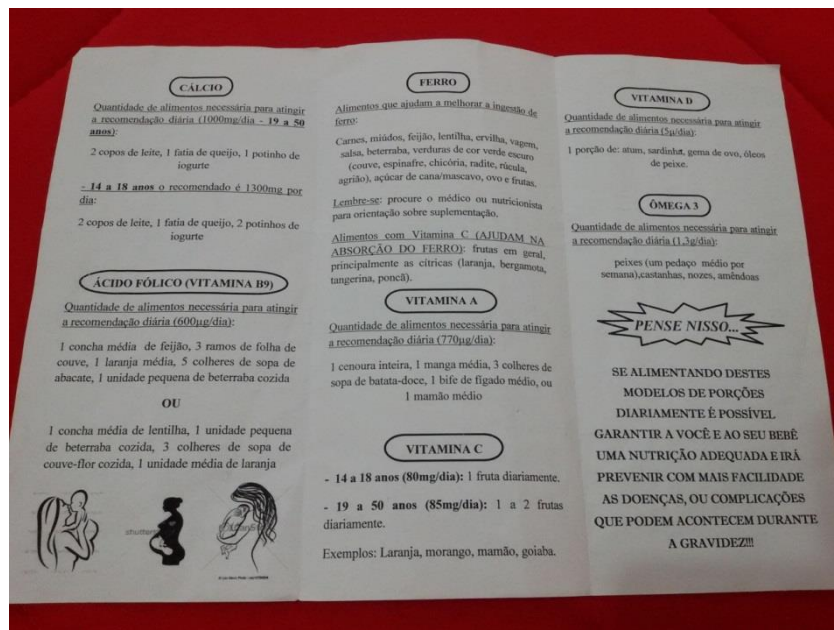 CÁLCIO
Quantidade de alimentos necessária para atingir
a recomendação diária (1000mg/dia - 19 a 50
anos):
2 copos de leite, 1 fatia de queijo, 1 potinho de
iogurte
- 14 a 18 anos o recomendado é 1300mg por
dia:
2 copos de leite, 1 fatia de queijo, 2 potinhos de
iogurte
ÁCIDO FÓLICO (VITAMINA B9)
Quantidade de alimentos necessária para atingir
a recomendação diária (600µg/dia):
1 concha média de feijão, 3 ramos de folha de
couve, 1 laranja média, 5 colheres de sopa de
abacate, 1 unidade pequena de beterraba cozida
OU
1 concha média de lentilha, 1 unidade pequena
de beterraba cozida, 3 colheres de sopa de
couve-flor cozida, 1 unidade média de laranja
FERRO
Alimentos que ajudam a melhorar a ingestão de
ferro:
Carnes, miúdos, feijão, lentilha, ervilha, vagem,
salsa, beterraba, verduras de cor verde escuro
(couve, espinafre, chicória, radite, rúcula,
agrião), açúcar de cana/mascavo, ovo e frutas.
Lembre-se: procure o médico ou nutricionista
para orientação sobre suplementação.
Alimentos com Vitamina C (AJUDAM NA
ABSORÇÃO DO FERRO): frutas em geral,
principalmente as cítricas (laranja, bergamota,
tangerina, poncã).
VITAMINA A
Quantidade de alimentos necessária para atingir
a recomendação diária (770µg/dia):
1 cenoura inteira, 1 manga média, 3 colheres de
sopa de batata-doce, 1 bife de fígado médio, ou
1 mamão médio
VITAMINA C
- 14 a 18 anos (80mg/dia): 1 fruta diariamente.
- 19 a 50 anos (85mg/dia): 1 a 2 frutas
diariamente.
Exemplos: Laranja, morango, mamão, goiaba.
VITAMINA D
Quantidade de alimentos necessária para atingir
a recomendação diária (5µ/dia):
1 porção de: atum, sardinha, gema de ovo, óleos
de peixe.
ÔMEGA 3
Quantidade de alimentos necessária para atingir
a recomendação diária (1,3g/dia):
peixes (um pedaço médio por
semana),castanhas, nozes, amêndoas
PENSE NISSO...
SE ALIMENTANDO DESTES
MODELOS DE PORÇÕES
DIARIAMENTE É POSSÍVEL
GARANTIR A VOCÊ E AO SEU BEBÊ
UMA NUTRIÇÃO ADEQUADA E IRÁ
PREVENIR COM MAIS FACILIDADE
AS DOENÇAS, OU COMPLICAÇÕES
QUE PODEM ACONTECEM DURANTE
A GRAVIDEZ!!!